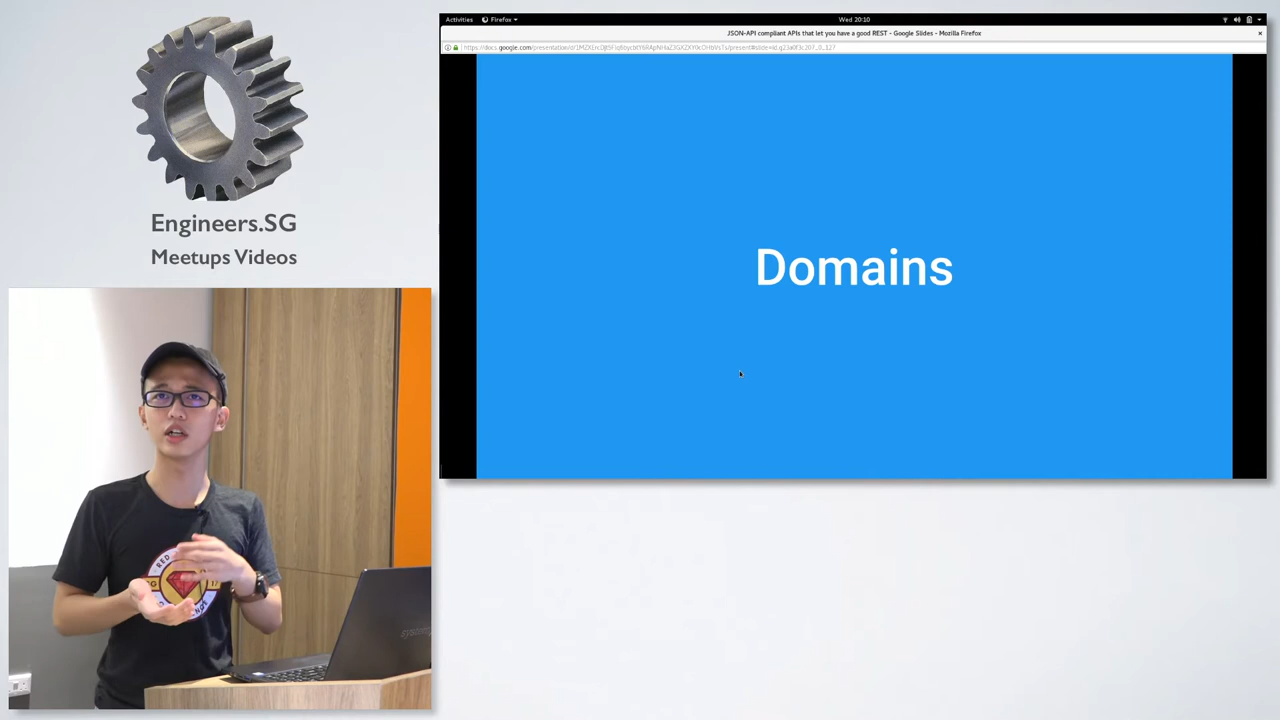 Engineers.SG
Meetups Videos
Activities
Firefox
Wed 20:10
JSON-API compliant APIs that let you have a good REST - Google Slides - Mozilla Firefox
Domains
RED